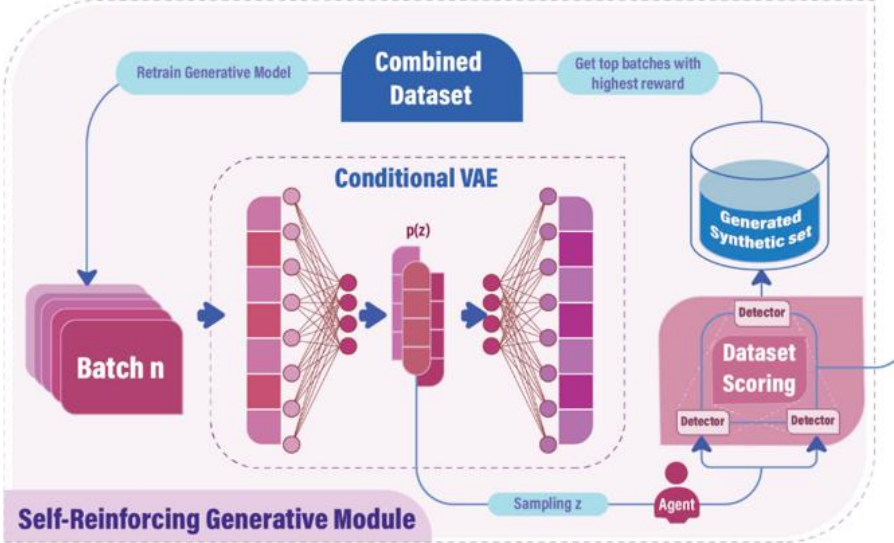 Retrain Generative Model
Combined
Dataset
Get top batches with
highest reward
Conditional VAE
p(z)
Generated
Synthetic set
Batch n
Detector
Dataset
Scoring
Detector
Detector
Sampling z
Agent
Self-Reinforcing Generative Module